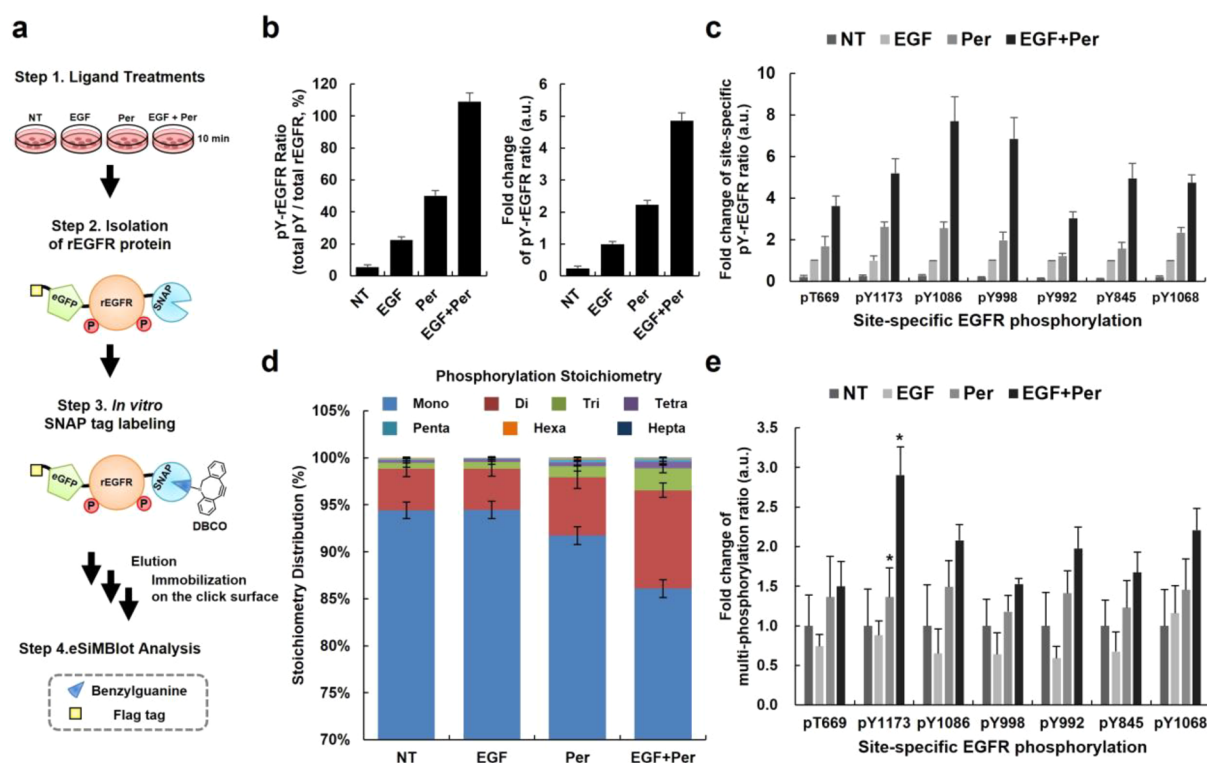 a
Step 1. Ligand Treatments
NT EGF Per EGF + Per
10 min
Step 2. Isolation
of rEGFR protein
eGFP rEGFR SNAP
P P
Step 3. In vitro
SNAP tag labeling
eGFP rEGFR SNAP
P P
DBCO
Elution
Immobilization
on the click surface
Step 4.eSiMBlot Analysis
Benzylguanine
Flag tag
b
pY-rEGFR Ratio
(total pY / total rEGFR, %)
120
100
80
60
40
20
0
NT EGF Per EGF+Per
Fold change
of pY-rEGFR ratio (a.u.)
6
5
4
3
2
1
0
NT EGF Per EGF+Per
c
NT EGF Per EGF+Per
Fold change of site-specific
pY-rEGFR ratio (a.u.)
10
8
6
4
2
0
pT669 pY1173 pY1086 pY998 pY992 pY845 pY1068
Site-specific EGFR phosphorylation
d
Phosphorylation Stoichiometry
Mono Di Tri Tetra
Penta Hexa Hepta
Stoichiometry Distribution (%)
105%
100%
95%
90%
85%
80%
75%
70%
NT EGF Per EGF+Per
e
NT EGF Per EGF+Per
Fold change of
multi-phosphorylation ratio (a.u.)
3.5
3.0
2.5
2.0
1.5
1.0
0.5
0.0
* *
pT669 pY1173 pY1086 pY998 pY992 pY845 pY1068
Site-specific EGFR phosphorylation